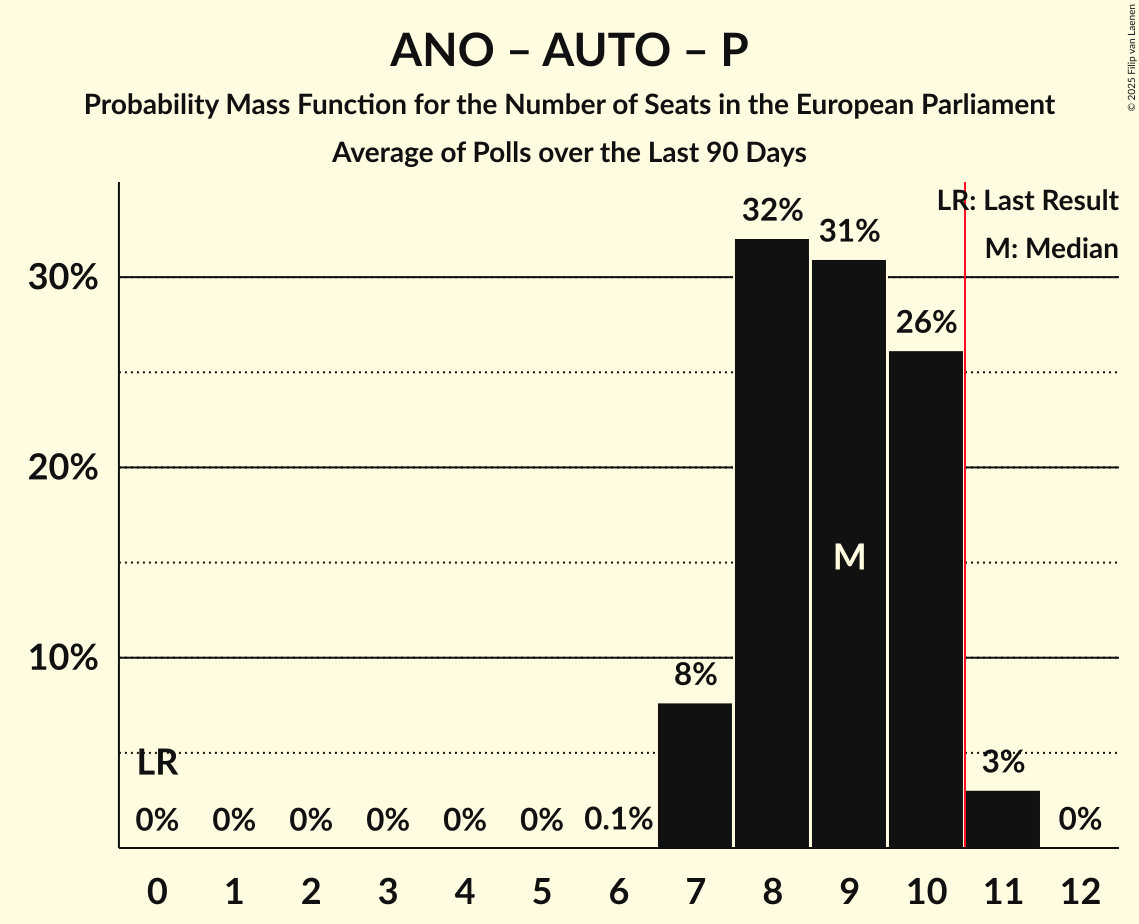 ANO – AUTO – P
Probability Mass Function for the Number of Seats in the European Parliament
Average of Polls over the Last 90 Days
© 2025 Filip van Laenen
LR: Last Result
M: Median
30%
20%
10%
32%
31%
26%
8%
3%
M
LR
0%
0%
0%
0%
0%
0%
0.1%
0%
0 1 2 3 4 5 6 7 8 9 10 11 12